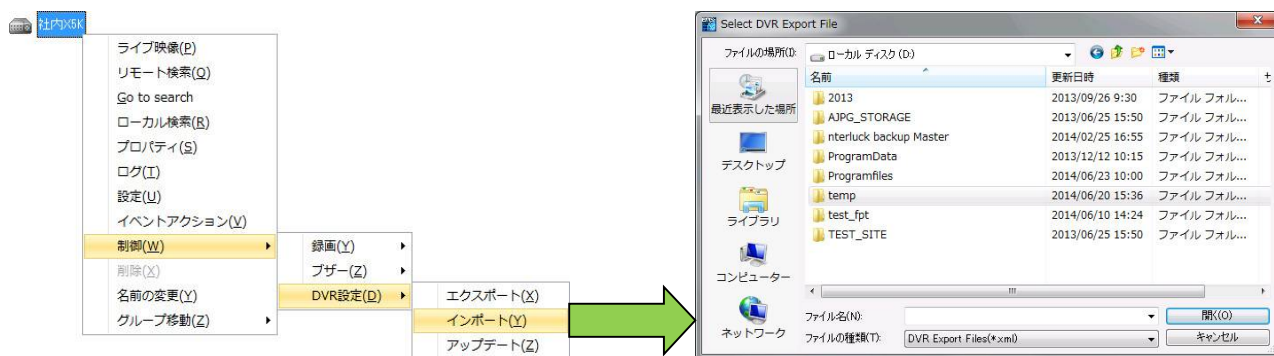 社内X5K
ライブ映像(P)
リモート検索(Q)
Go to search
ローカル検索(R)
プロパティ(S)
ログ(T)
設定(U)
イベントアクション(V)
制御(W)
削除(X)
名前の変更(Y)
グループ移動(Z)
録画(Y)
ブザー(Z)
DVR設定(D)
エクスポート(X)
インポート(Y)
アップデート(Z)
Select DVR Export File
ファイルの場所(I):
ローカル ディスク (D:)
最近表示した場所
デスクトップ
ライブラリ
コンピューター
ネットワーク
名前 更新日時 種類 サ
2013 2013/09/26 9:30 ファイル フォル...
AJPG_STORAGE 2013/06/25 15:50 ファイル フォル...
nterluck backup Master 2014/02/25 16:55 ファイル フォル...
ProgramData 2013/12/12 10:15 ファイル フォル...
Programfiles 2014/06/23 10:00 ファイル フォル...
temp 2014/06/20 15:36 ファイル フォル...
test_fpt 2014/06/10 14:24 ファイル フォル...
TEST_SITE 2013/06/25 15:50 ファイル フォル...
ファイル名(N):
開く(O)
ファイルの種類(T):
DVR Export Files(*.xml)
キャンセル